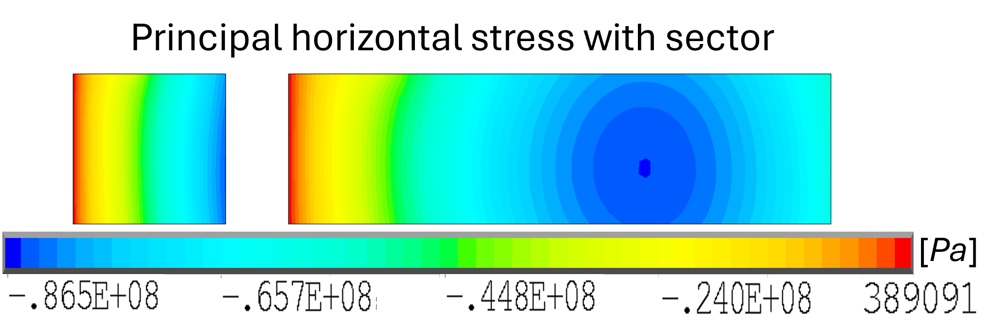 Principal horizontal stress with sector
[Pa]
-.865E+08 -.657E+08 -.448E+08 -.240E+08 389091